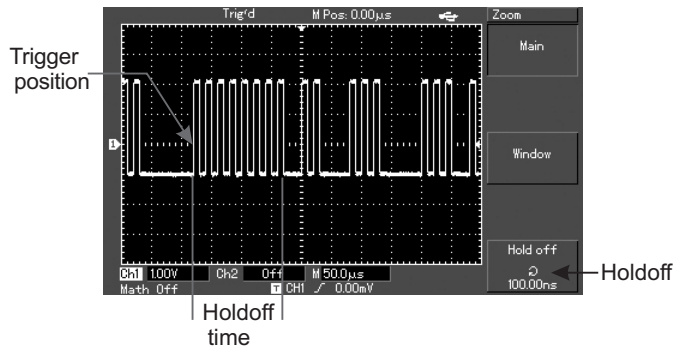 Trig'd M Pos: 0.00μs Zoom
Main
Trigger
position
1
Window
Hold off
100.00ns
Holdoff
Ch1 1.00V Ch2 Off M 50.0μs
Math Off T CH1 0.00mV
Holdoff
time